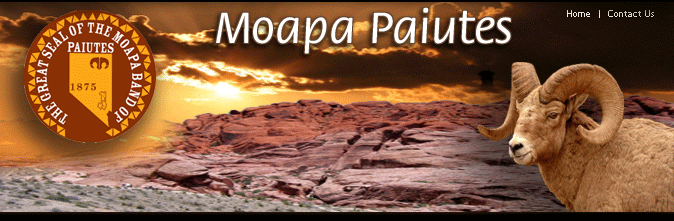 Moapa Paiutes
Home | Contact Us
THE GREAT SEAL OF THE MOAPA BAND OF
PAIUTES
1875